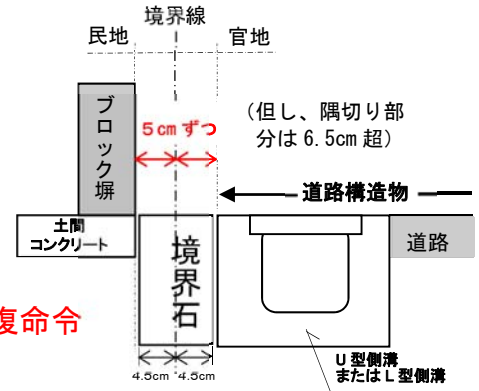 境界線
民地
官地
ブロック塀
5cmずつ
（但し、隅切り部
分は 6.5cm 超）
道路構造物
土間
コンクリート
境界石
道路
復命令
4.5cm
4.5cm
U型側溝
またはL型側溝